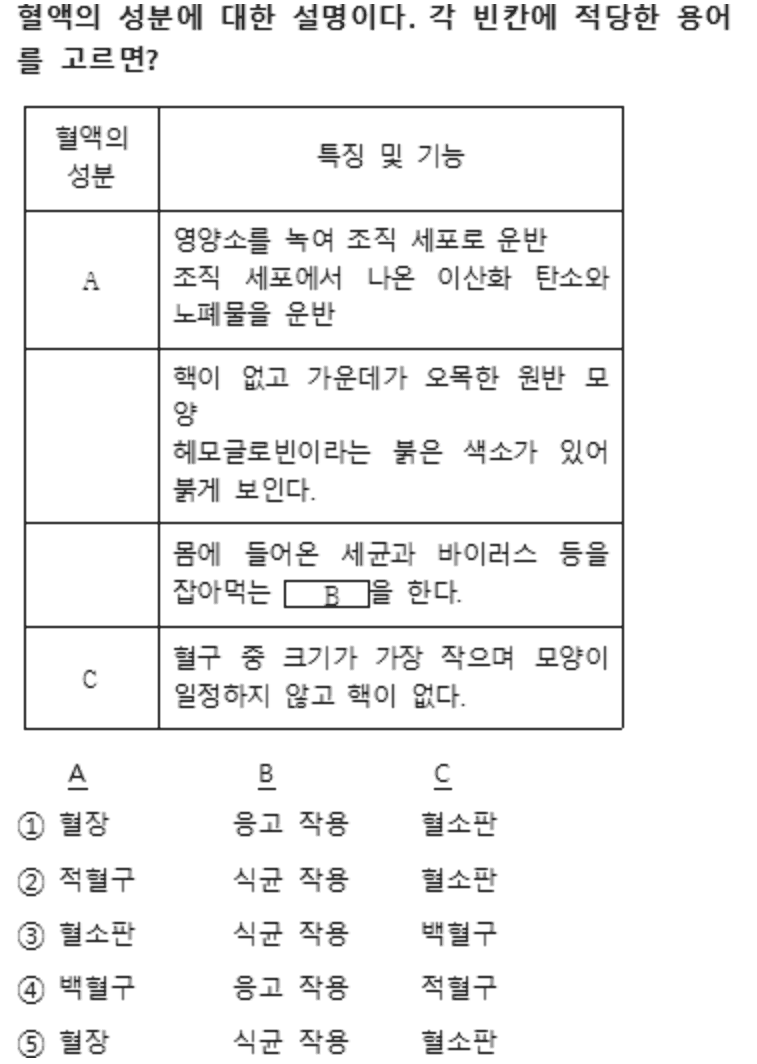 혈액의 성분에 대한 설명이다. 각 빈칸에 적당한 용어
를 고르면?
혈액의
성분
특징 및 기능
A
영양소를 녹여 조직 세포로 운반
조직 세포에서 나온 이산화 탄소와
노폐물을 운반
핵이 없고 가운데가 오목한 원반 모
양
헤모글로빈이라는 붉은 색소가 있어
붉게 보인다.
몸에 들어온 세균과 바이러스 등을
잡아먹는 B 을 한다.
C
혈구 중 크기가 가장 작으며 모양이
일정하지 않고 핵이 없다.
A B C
① 혈장 응고 작용 혈소판
② 적혈구 식균 작용 혈소판
③ 혈소판 식균 작용 백혈구
④ 백혈구 응고 작용 적혈구
⑤ 혈장 식균 작용 혈소판